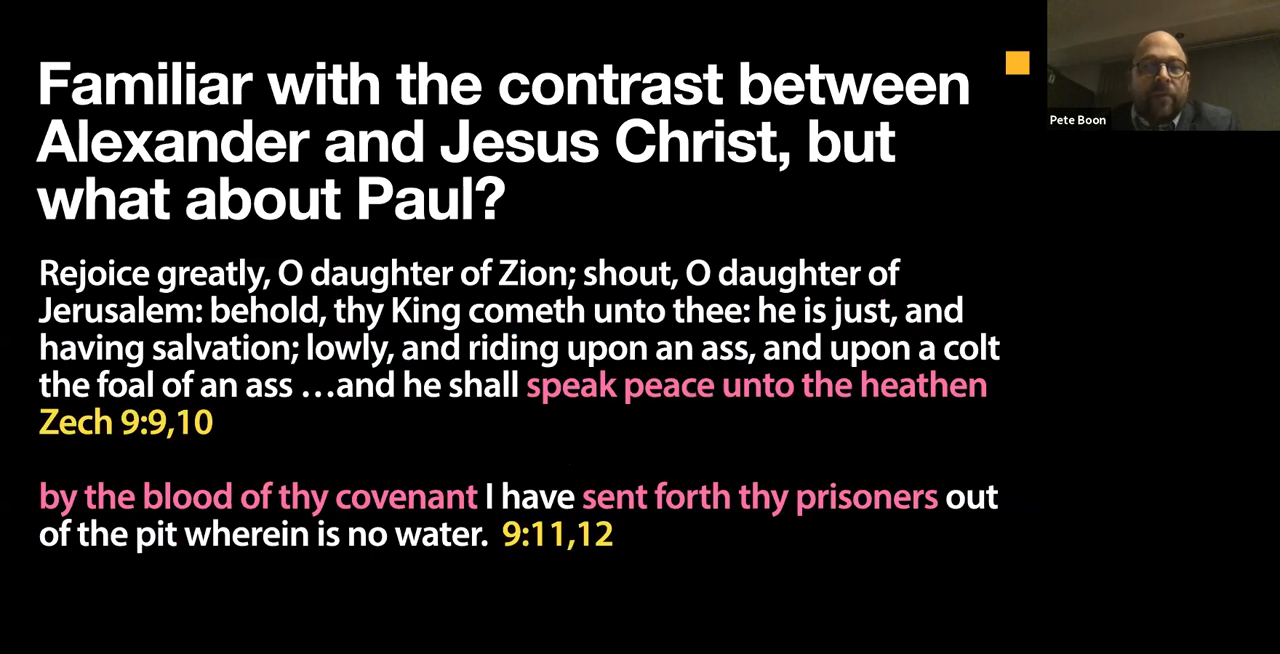 Familiar with the contrast between
Alexander and Jesus Christ, but
what about Paul?
Pete Boon
Rejoice greatly, O daughter of Zion; shout, O daughter of
Jerusalem: behold, thy King cometh unto thee: he is just, and
having salvation; lowly, and riding upon an ass, and upon a colt
the foal of an ass …and he shall speak peace unto the heathen
Zech 9:9,10
by the blood of thy covenant I have sent forth thy prisoners out
of the pit wherein is no water. 9:11,12